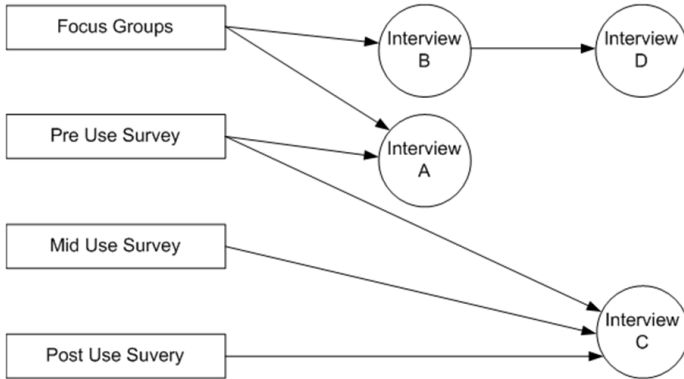 Focus Groups
Interview
B
Interview
D
Pre Use Survey
Interview
A
Mid Use Survey
Interview
C
Post Use Suvery